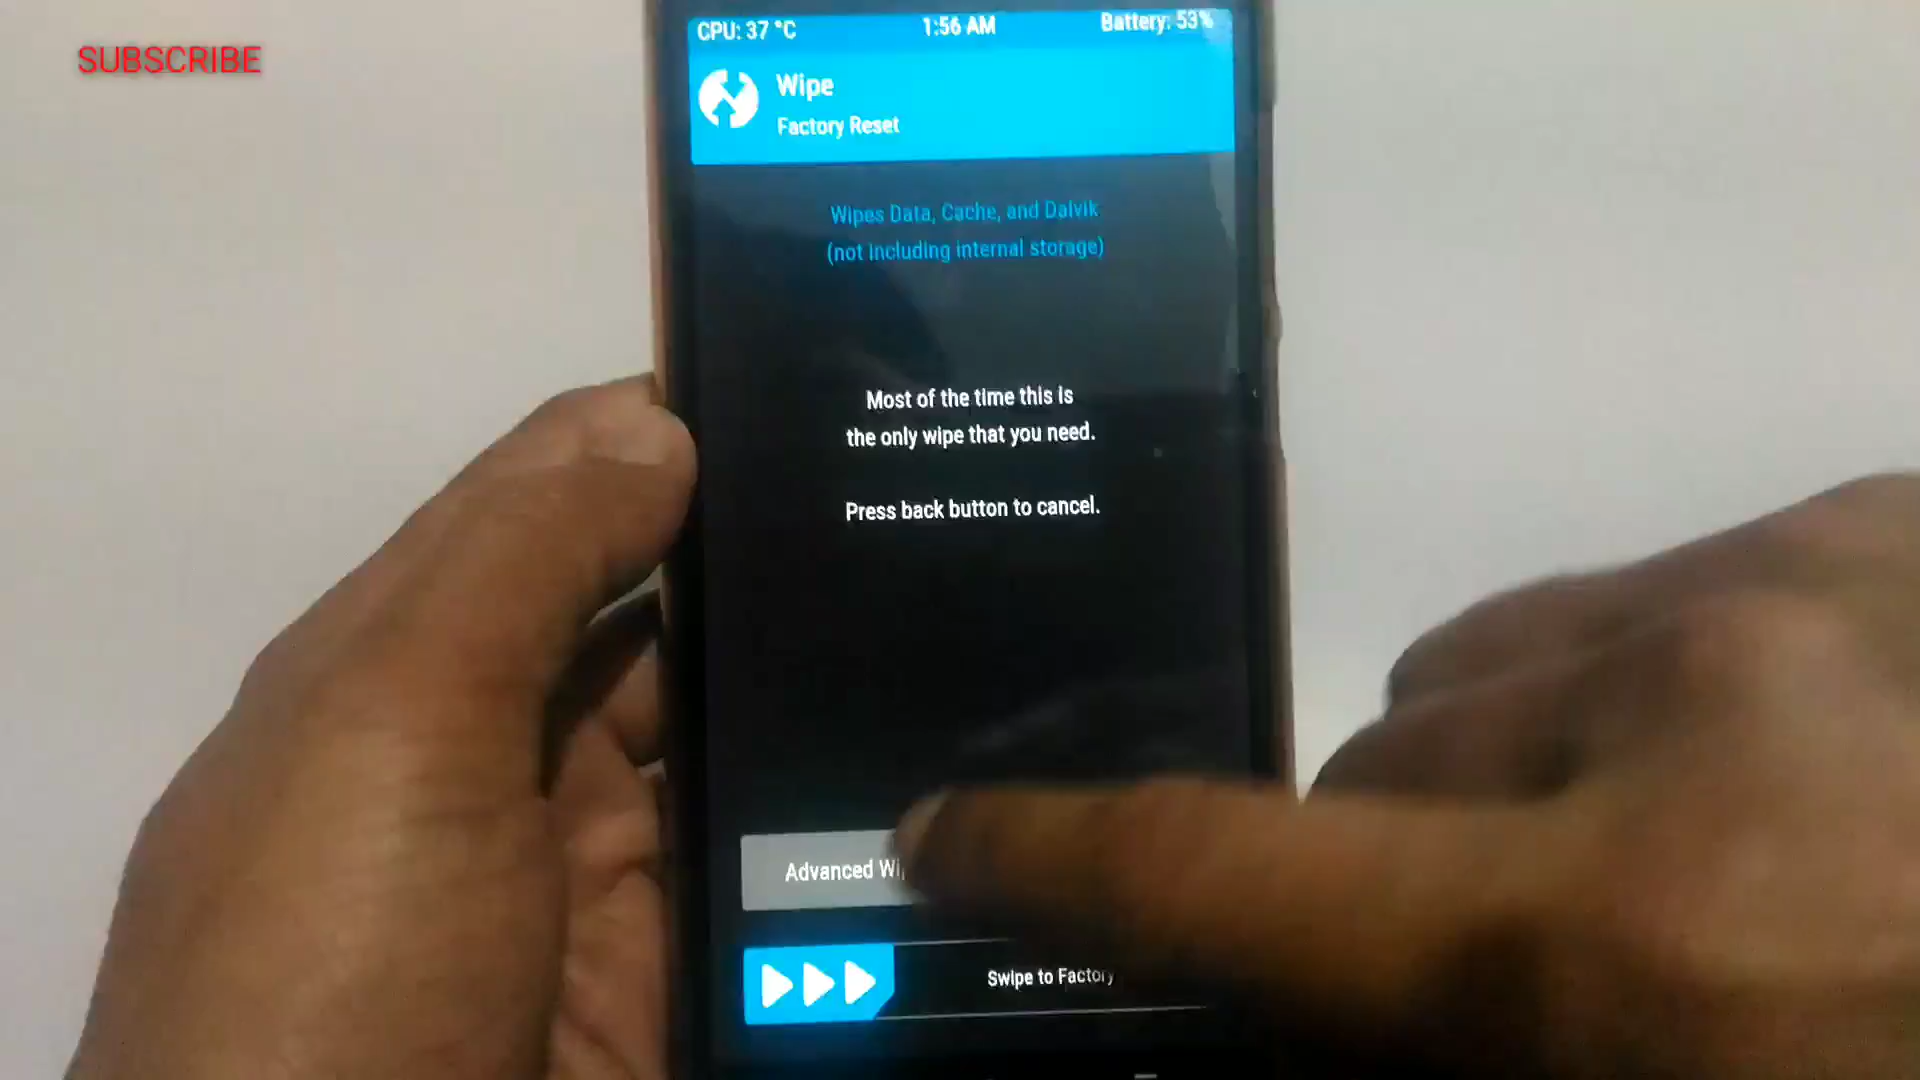 SUBSCRIBE
CPU: 37 °C 1:56 AM Battery: 53%
Wipe
Factory Reset
Wipes Data, Cache, and Dalvik
(not including internal storage)
Most of the time this is
the only wipe that you need.
Press back button to cancel.
Advanced
Swipe to Factory